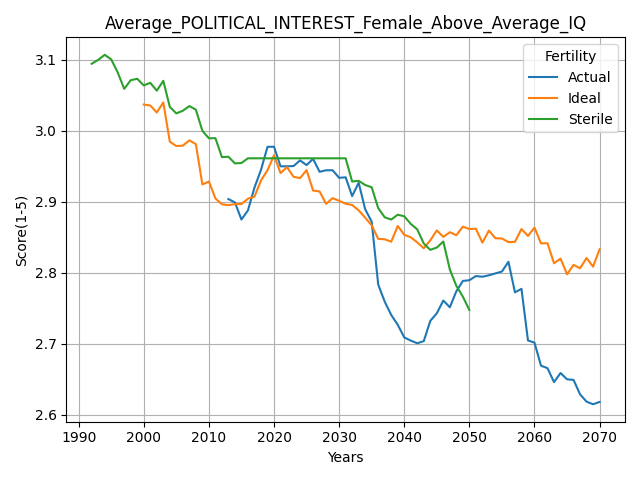 Average_POLITICAL_INTEREST_Female_Above_Average_IQ
Fertility
Actual
Ideal
Sterile
Score(1-5)
3.1
3.0
2.9
2.8
2.7
2.6
1990 2000 2010 2020 2030 2040 2050 2060 2070
Years